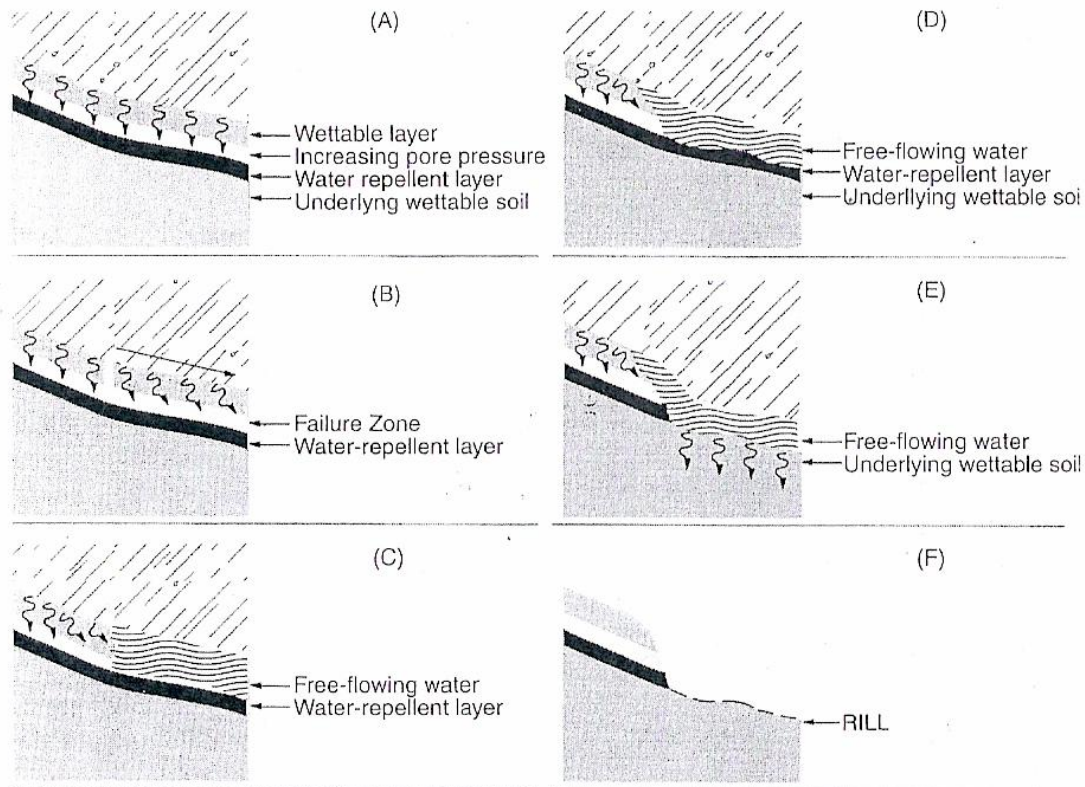 (A)
Wettable layer
Increasing pore pressure
Water repellent layer
Underlyng wettable soil
(B)
Failure Zone
Water-repellent layer
(C)
Free-flowing water
Water-repellent layer
(D)
Free-flowing water
Water-repellent layer
Underllying wettable soi
(E)
Free-flowing water
Underlying wettable soil
(F)
RILL